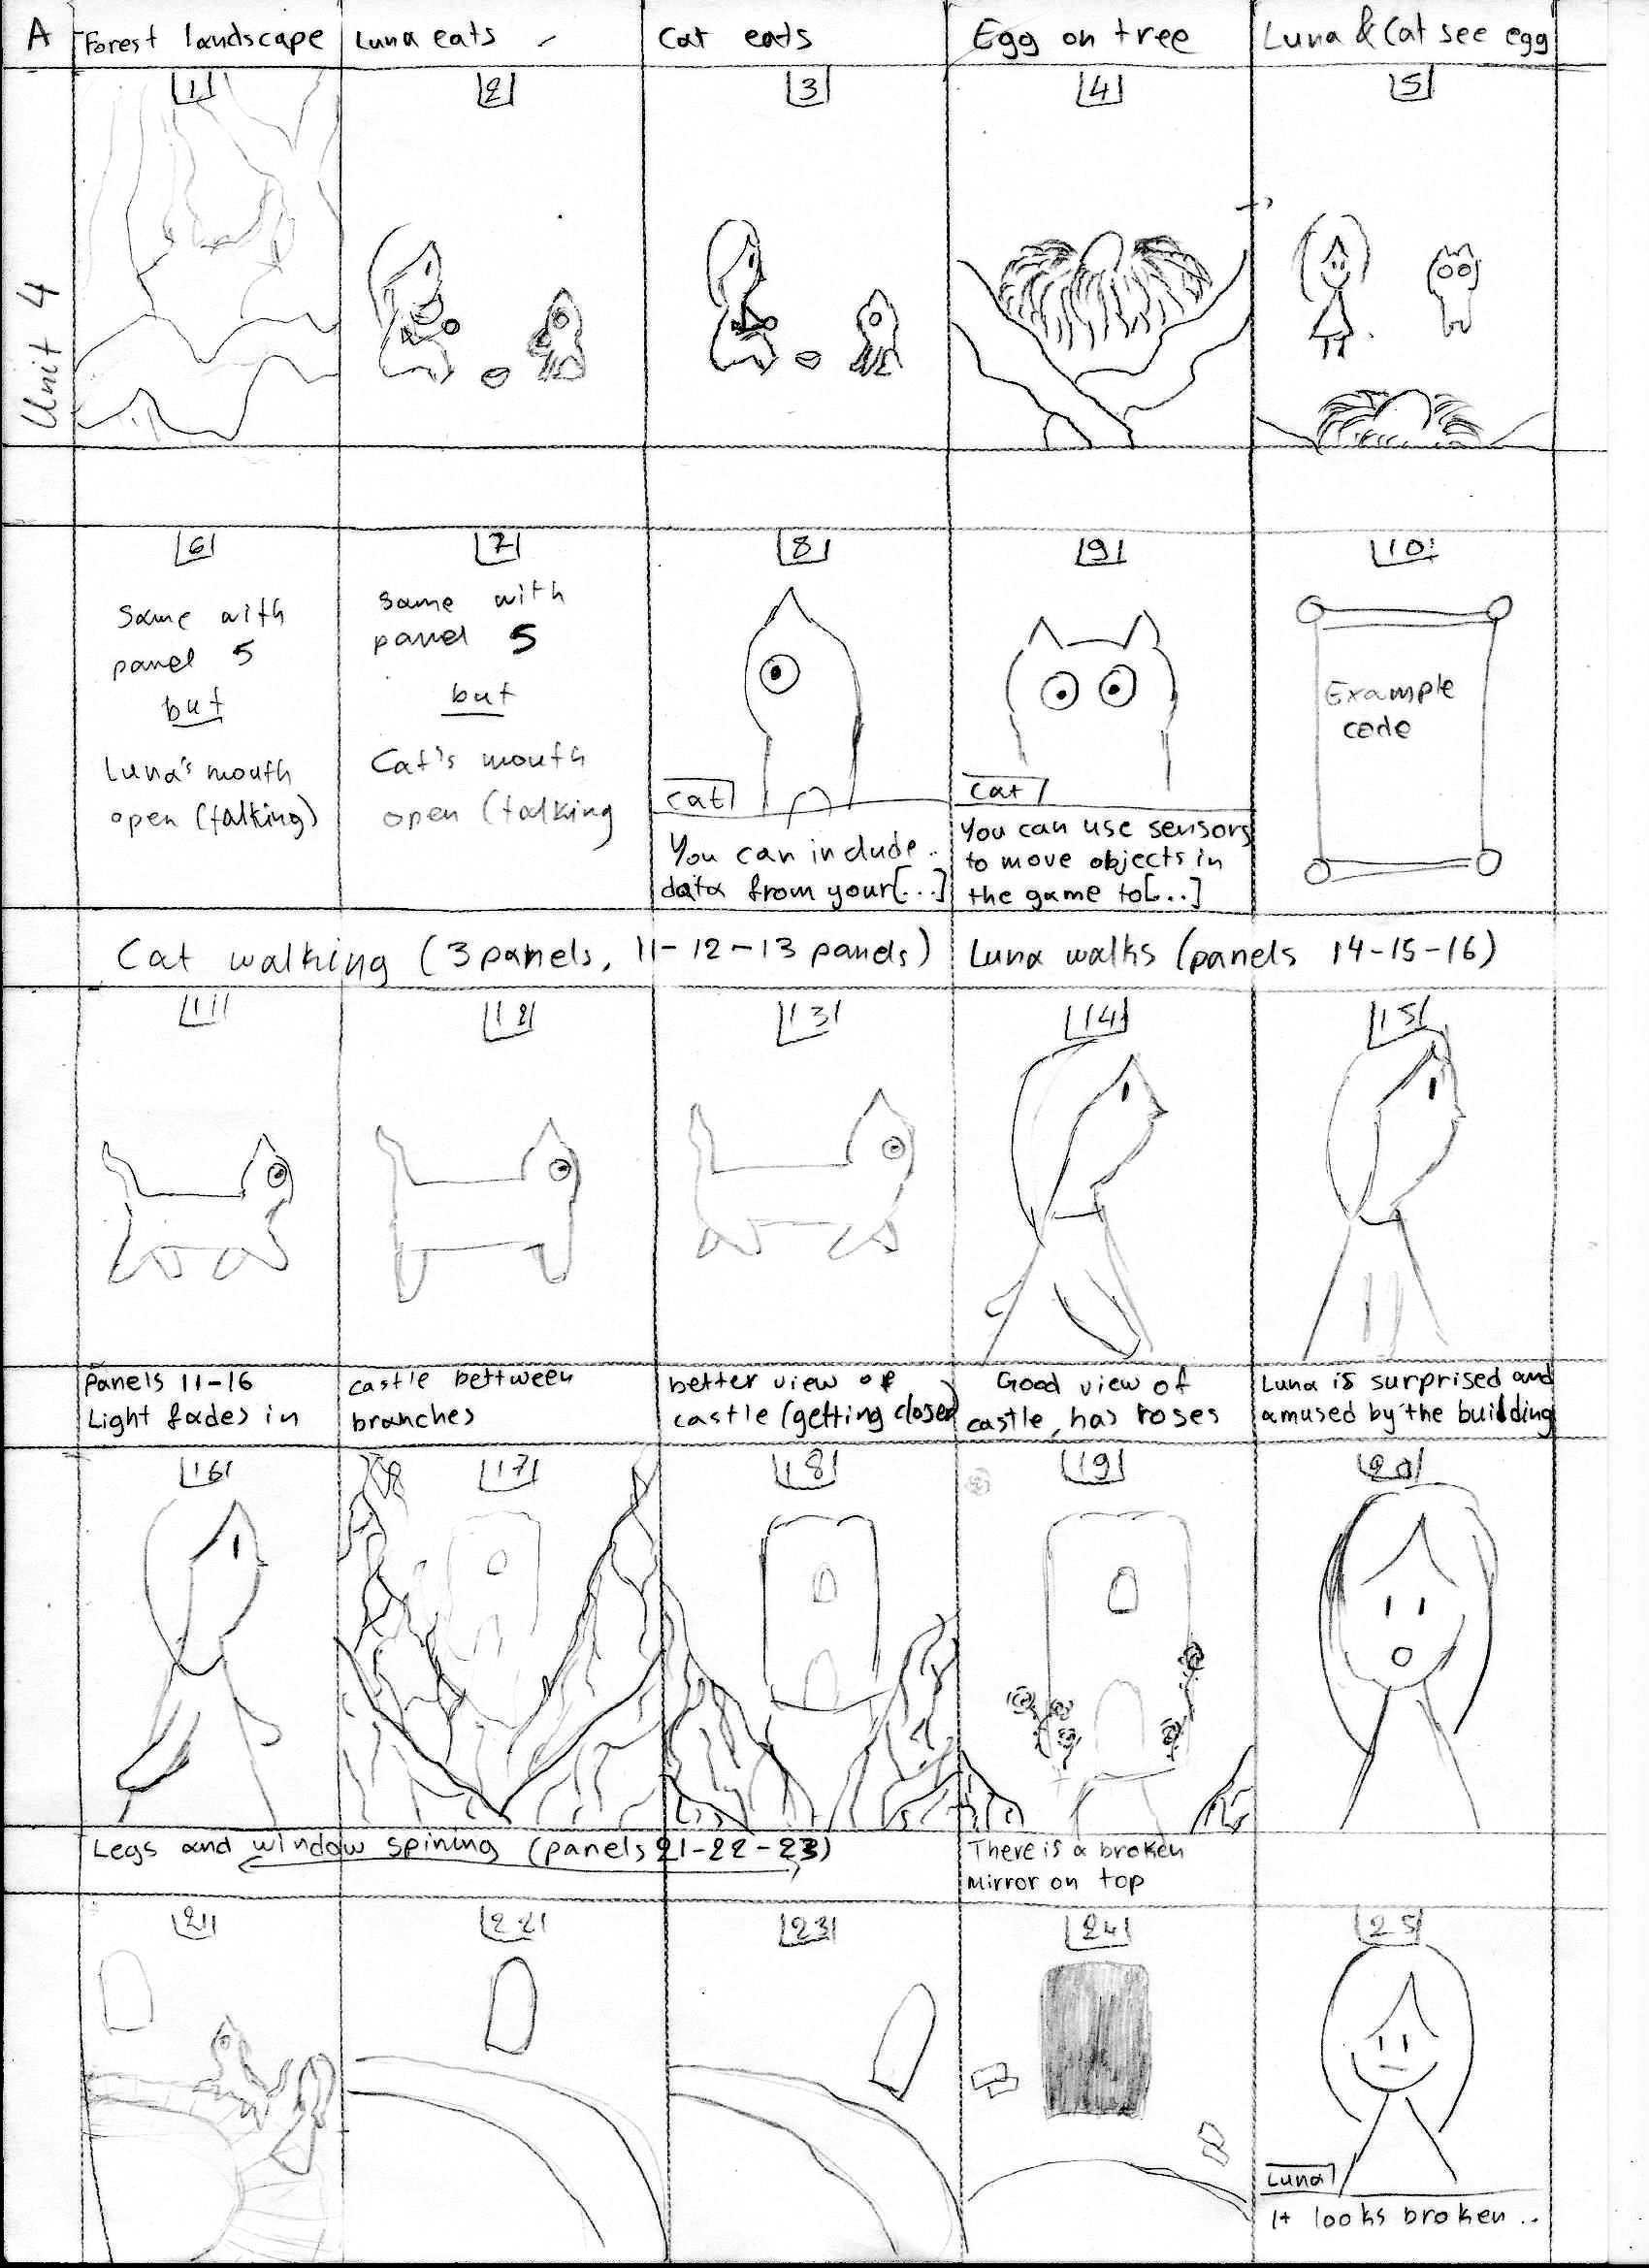 A
Forest landscape
Luna eats
Cat eats
Egg on tree
Luna & Cat see egg
Unit 4
1
2
3
4
5
6
7
8
9
10
Same with
panel 5
but
Luna's mouth
open (talking)
same with
panel 5
but
Cat's mouth
open (talking
cat
You can include..
data from your[...]
Cat
You can use sensors
to move objects in
the game to[...]
Example
code
Cat walking (3 panels, 11-12-13 panels)
Luna walks (panels 14-15-16)
11
12
13
14
15
Panels 11-16
Light fades in
castle bettween
branches
better view of
castle (getting closer)
Good view of
castle, has roses
Luna is surprised and
amused by the building
16
17
18
19
20
Legs and window spining (panels 21-22-23)
There is a broken
mirror on top
21
22
23
24
25
Luna
It looks broken...